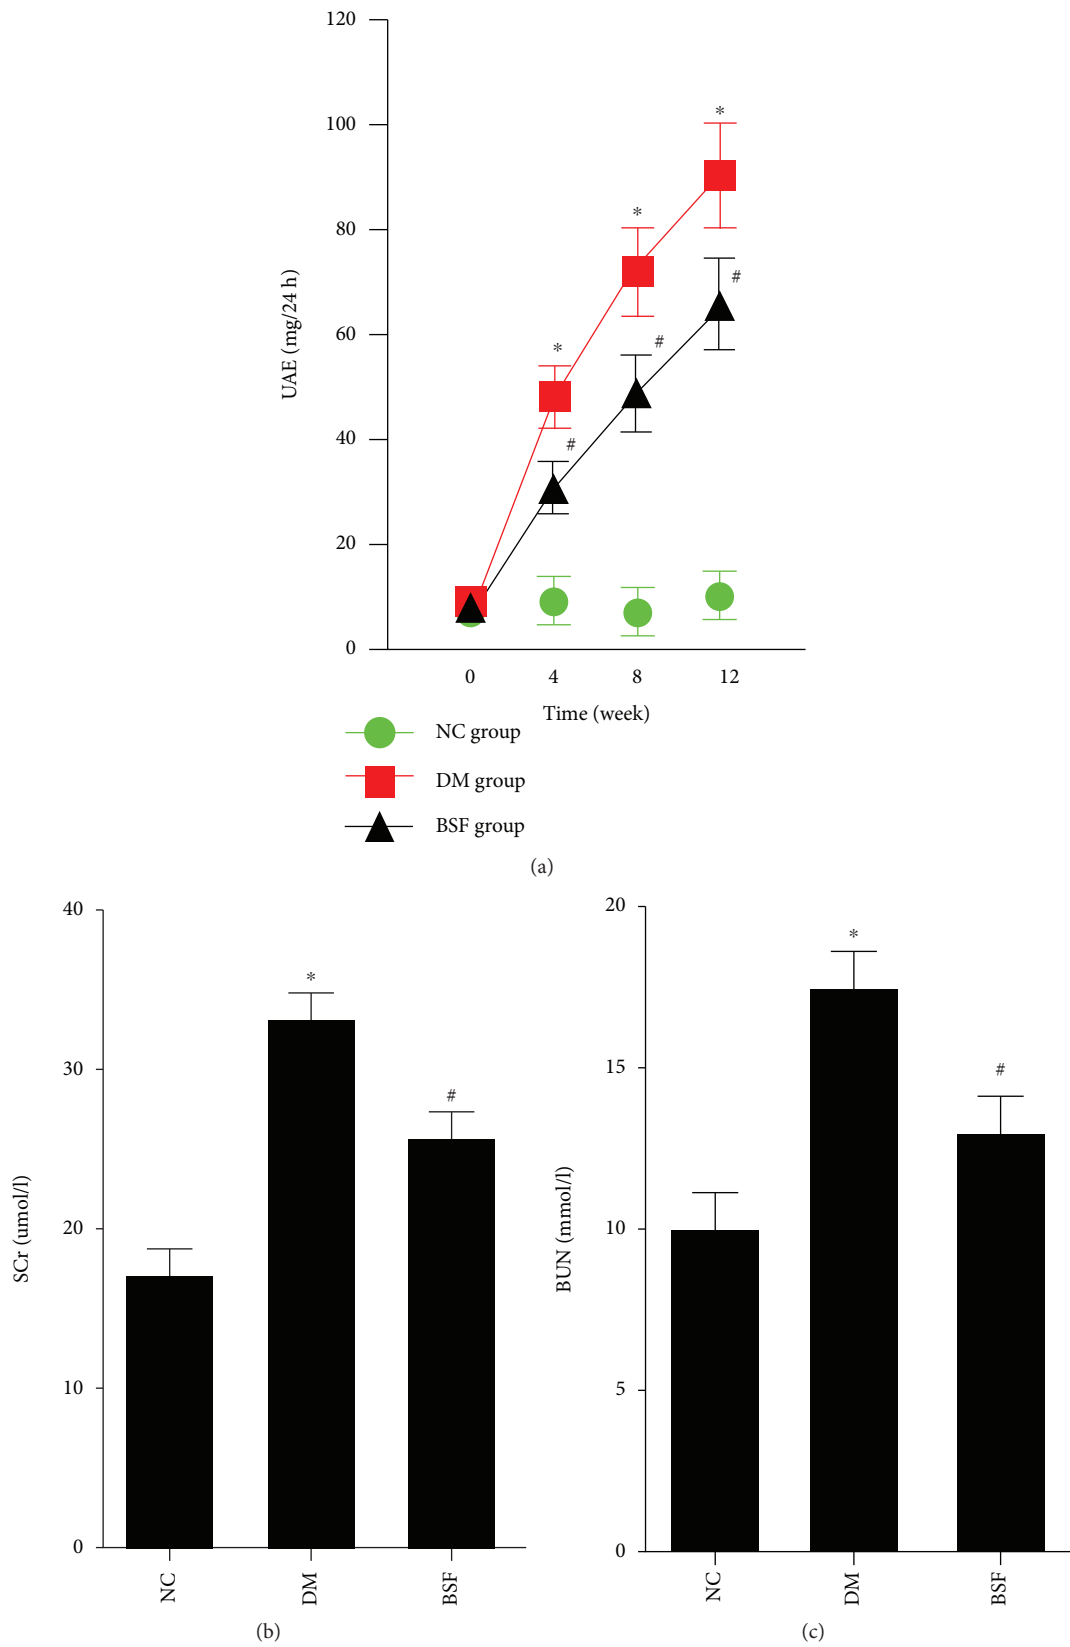 120
100
80
60
40
20
0
UAE (mg/24 h)
*
*
*
#
#
#
0 4 8 12
Time (week)
NC group
DM group
BSF group
(a)
40
30
20
10
0
SCr (umol/l)
*
#
NC DM BSF
(b)
20
15
10
5
0
BUN (mmol/l)
*
#
NC DM BSF
(c)